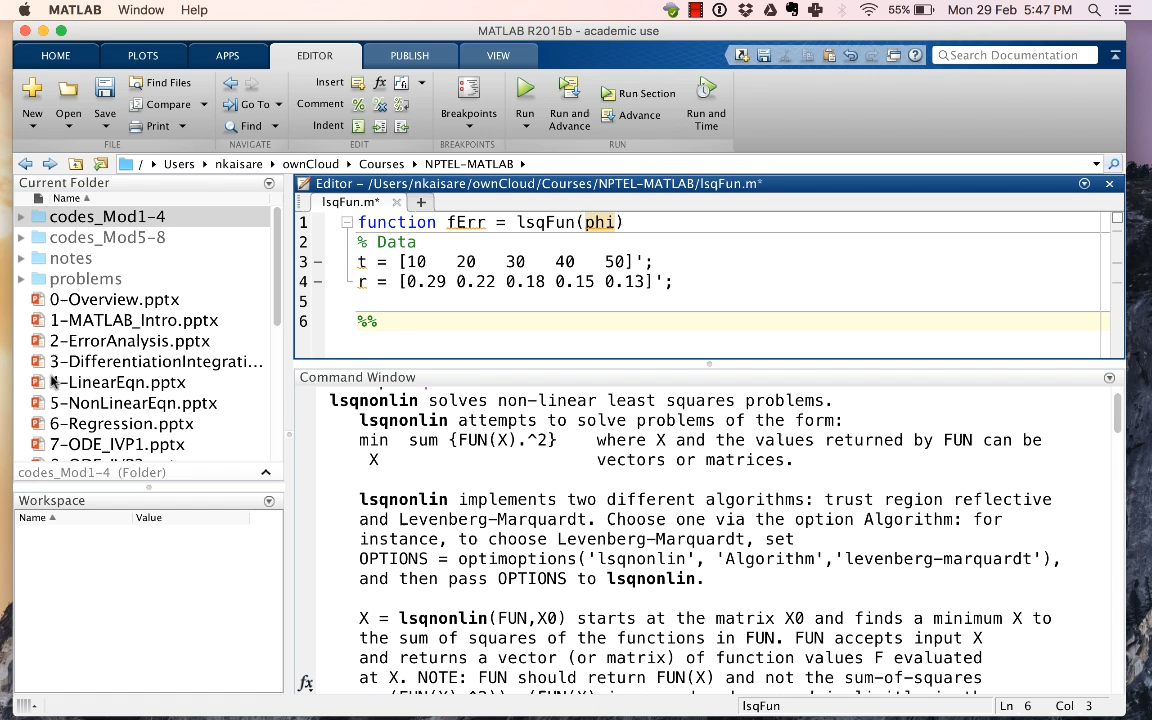 MATLAB Window Help 55% Mon 29 Feb 5:47 PM
MATLAB R2015b - academic use
HOME PLOTS APPS EDITOR PUBLISH VIEW Search Documentation
New Open Save Find Files Compare Print Go To Find Insert fx Comment Indent Breakpoints Run Run and Advance Run Section Advance Run and Time
FILE NAVIGATE EDIT BREAKPOINTS RUN
/ Users nkaisare ownCloud Courses NPTEL-MATLAB
Current Folder
Name
codes_Mod1-4
codes_Mod5-8
notes
problems
0-Overview.pptx
1-MATLAB_Intro.pptx
2-ErrorAnalysis.pptx
3-DifferentiationIntegrati...
4-LinearEqn.pptx
5-NonLinearEqn.pptx
6-Regression.pptx
7-ODE_IVP1.pptx
codes_Mod1-4 (Folder)
Workspace
Name Value
Editor - /Users/nkaisare/ownCloud/Courses/NPTEL-MATLAB/lsqFun.m*
lsqFun.m*
1 function fErr = lsqFun(phi)
2 % Data
3 t = [10 20 30 40 50]';
4 r = [0.29 0.22 0.18 0.15 0.13]';
5
6 %%
Command Window
lsqnonlin solves non-linear least squares problems.
lsqnonlin attempts to solve problems of the form:
min sum {FUN(X).^2} where X and the values returned by FUN can be
X vectors or matrices.
lsqnonlin implements two different algorithms: trust region reflective
and Levenberg-Marquardt. Choose one via the option Algorithm: for
instance, to choose Levenberg-Marquardt, set
OPTIONS = optimoptions('lsqnonlin', 'Algorithm','levenberg-marquardt'),
and then pass OPTIONS to lsqnonlin.
X = lsqnonlin(FUN,X0) starts at the matrix X0 and finds a minimum X to
the sum of squares of the functions in FUN. FUN accepts input X
and returns a vector (or matrix) of function values F evaluated
at X. NOTE: FUN should return FUN(X) and not the sum-of-squares
fx
lsqFun Ln 6 Col 3